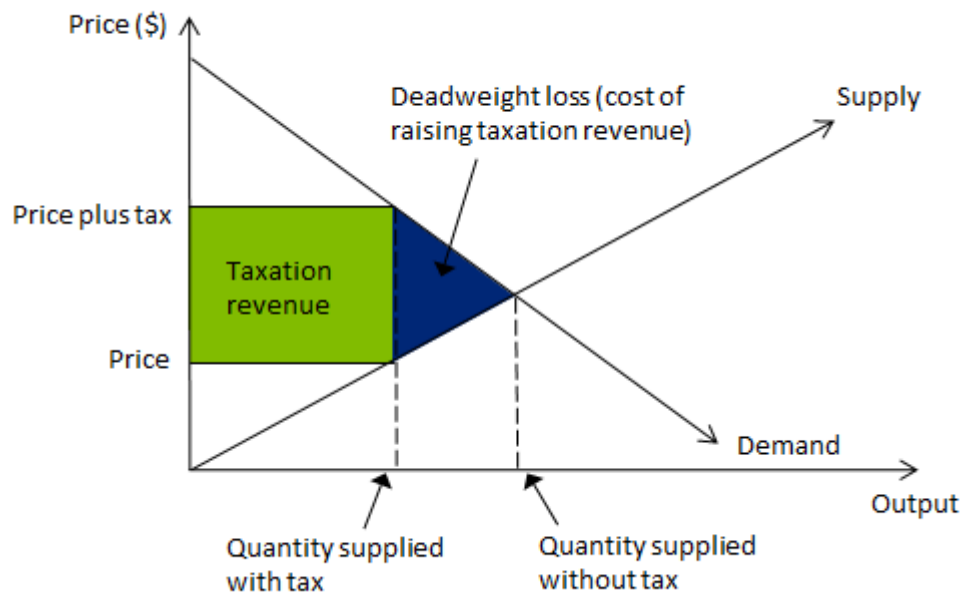 Price ($)
Deadweight loss (cost of
raising taxation revenue)
Supply
Price plus tax
Taxation
revenue
Price
Demand
Output
Quantity supplied
with tax
Quantity supplied
without tax